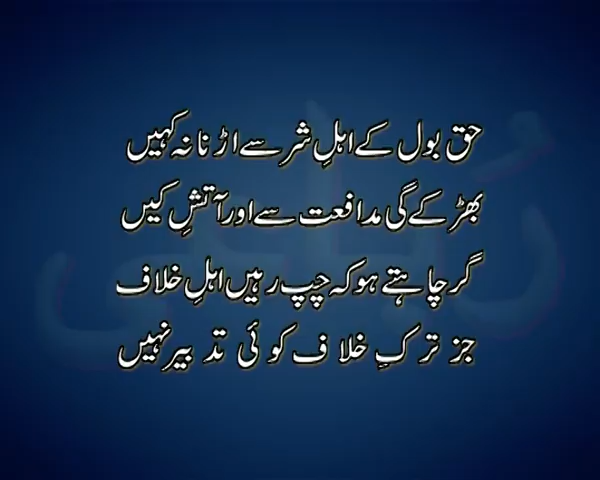 حق بول کے اہلِ شر سے اڑنا نہ کہیں
بھڑکے گی مدافعت سے اور آتشِ کیں
گر چاہتے ہو کہ چپ رہیں اہلِ خلاف
جز ترکِ خلاف کوئی تدبیر نہیں
رُباعی